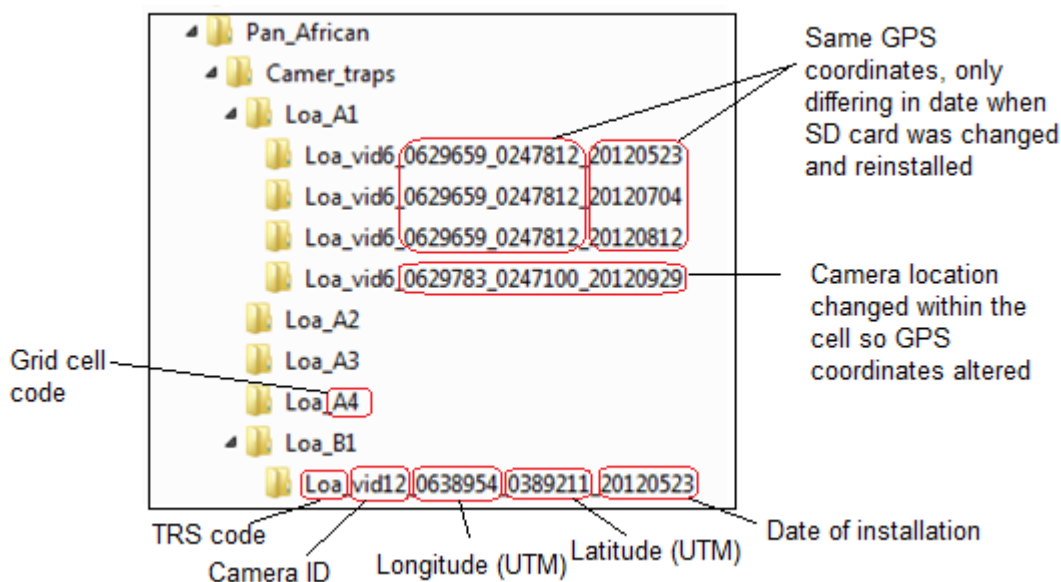 Pan_African
Camer_traps
Loa_A1
Loa_vid6_0629659_0247812_20120523
Loa_vid6_0629659_0247812_20120704
Loa_vid6_0629659_0247812_20120812
Loa_vid6_0629783_0247100_20120929
Loa_A2
Loa_A3
Loa_A4
Loa_B1
Loa_vid12_0638954_0389211_20120523
Same GPS
coordinates, only
differing in date when
SD card was changed
and reinstalled
Camera location
changed within the
cell so GPS
coordinates altered
Grid cell
code
TRS code
Camera ID
Longitude (UTM)
Latitude (UTM)
Date of installation